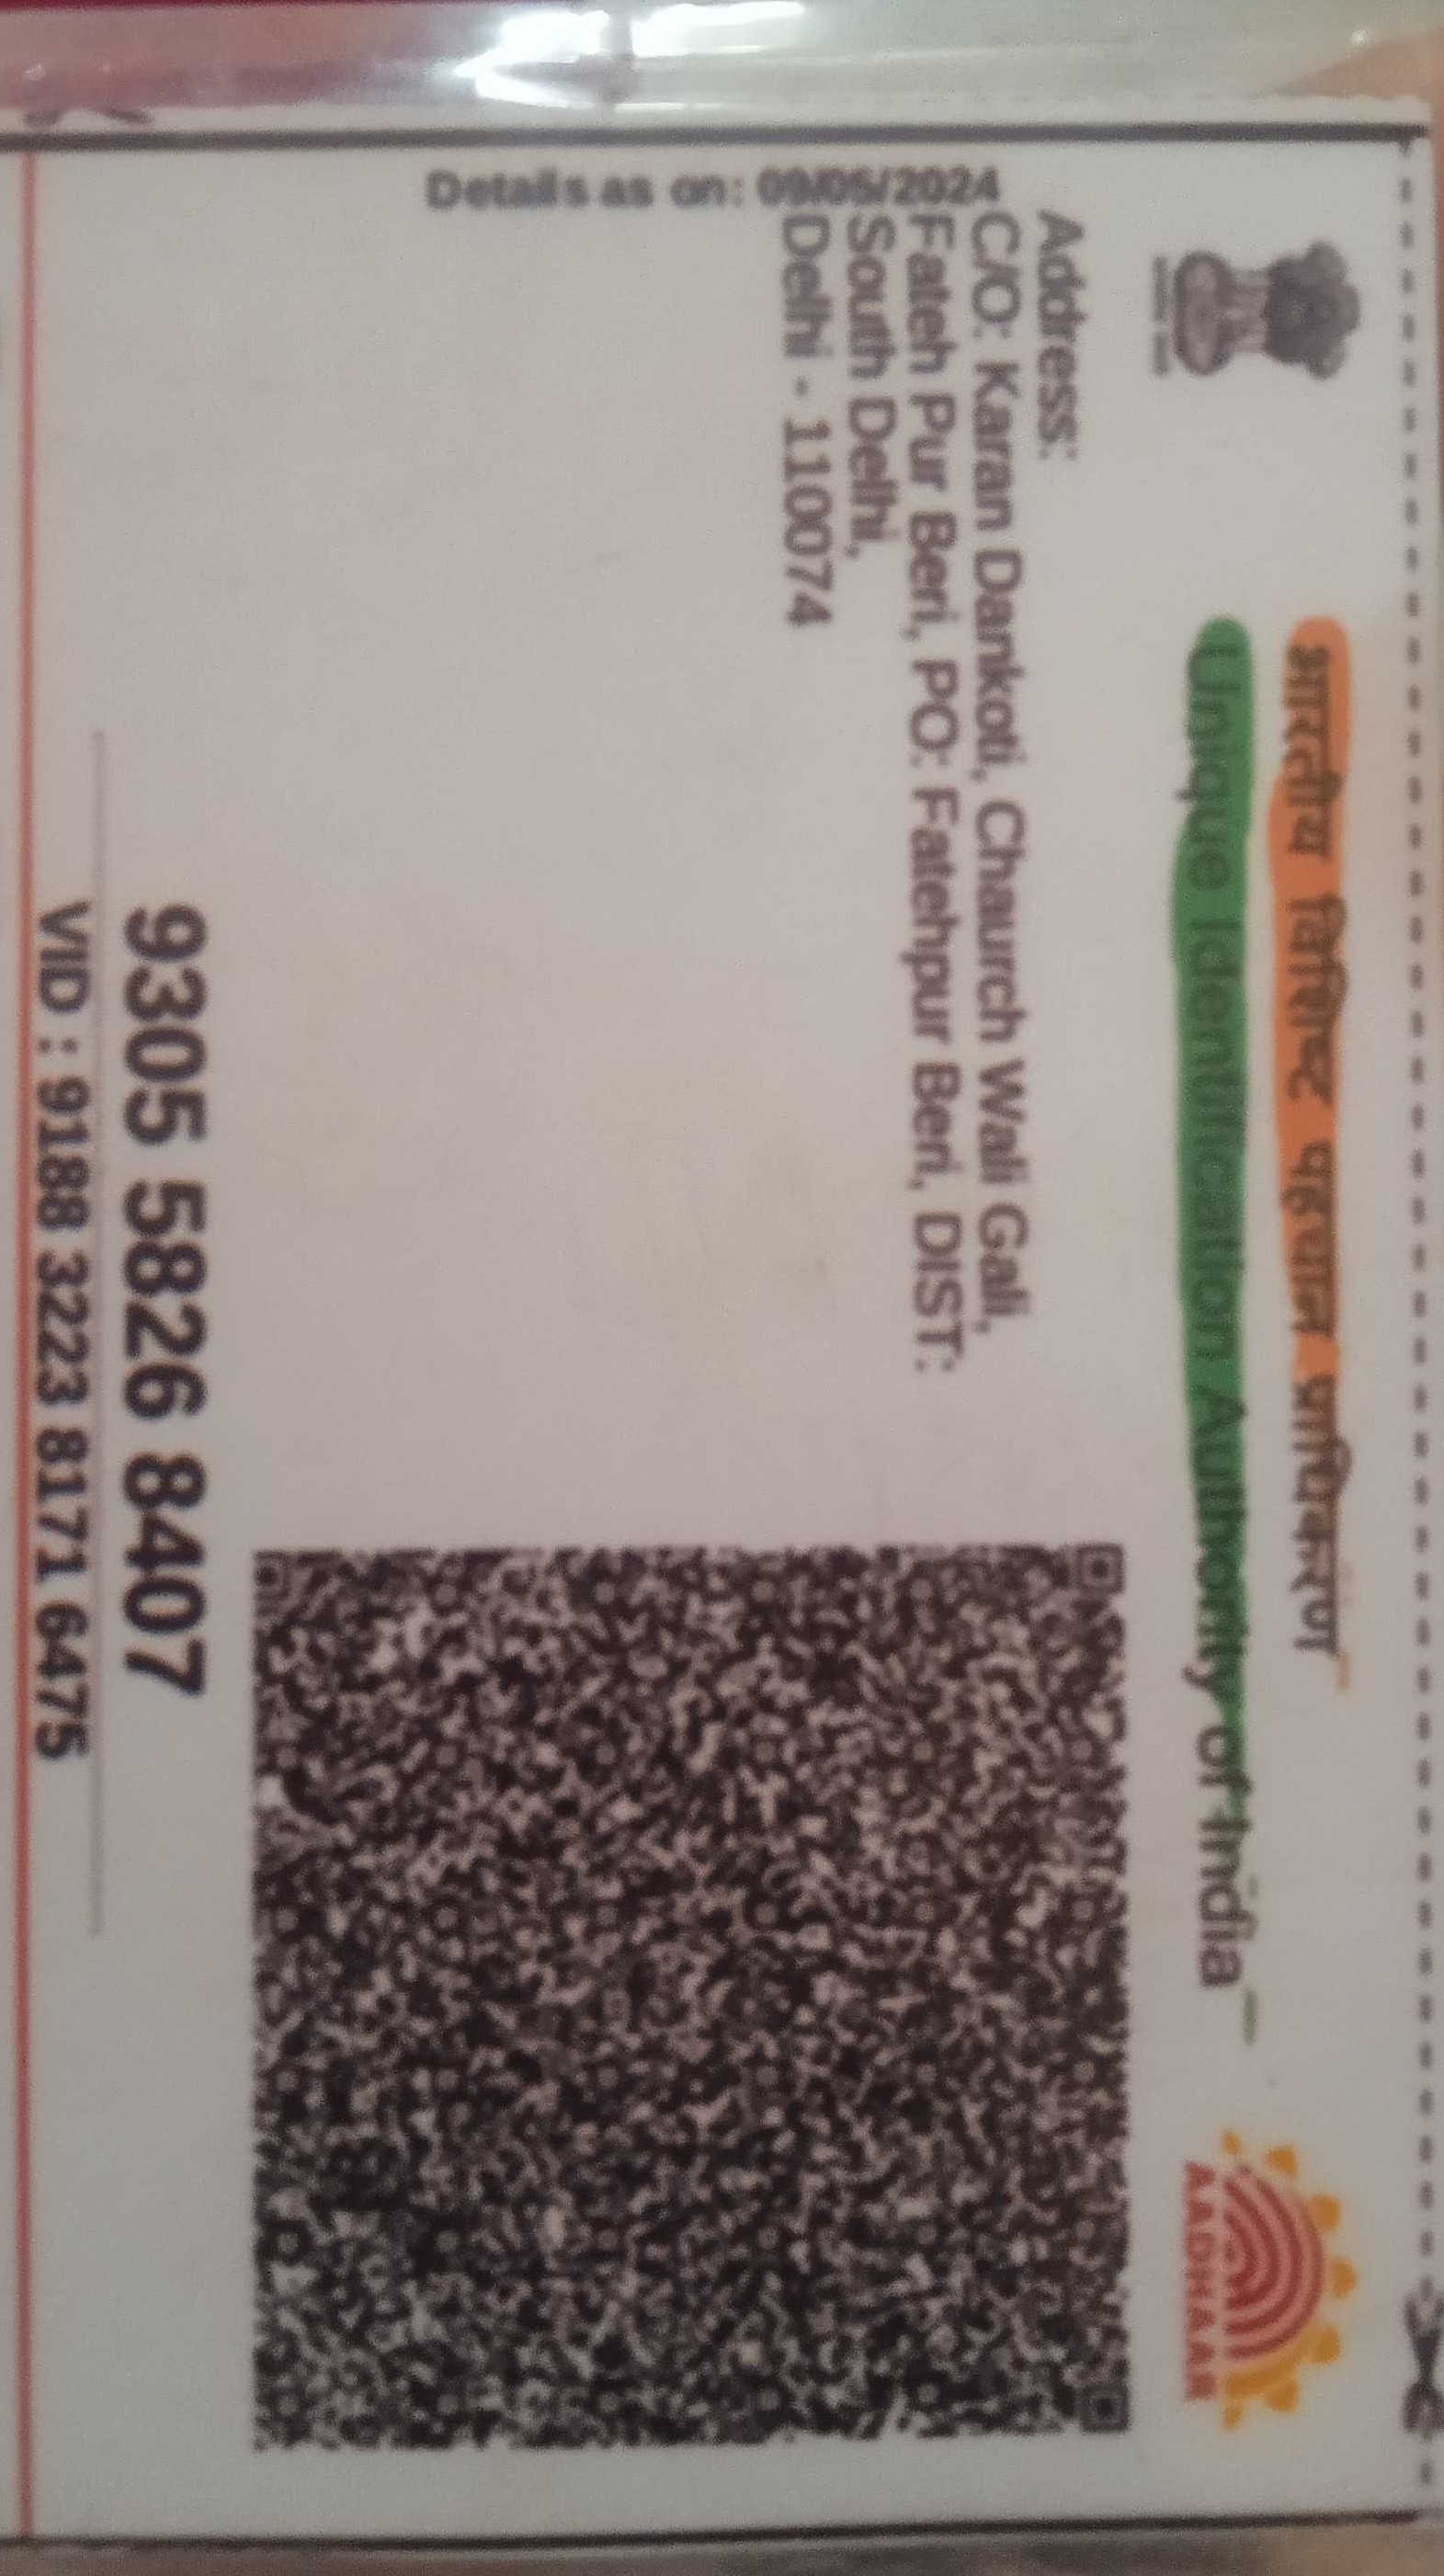 भारतीय विशिष्ट पहचान प्राधिकरण
Unique Identification Authority of India
AADHAAR
Details as on: 09/05/2024
Address:
C/O: Karan Dankoti, Chaurch Wali Gali,
Fateh Pur Beri, PO: Fatehpur Beri, DIST:
South Delhi,
Delhi - 110074
9305 5826 8407
VID : 9188 3223 8171 6475